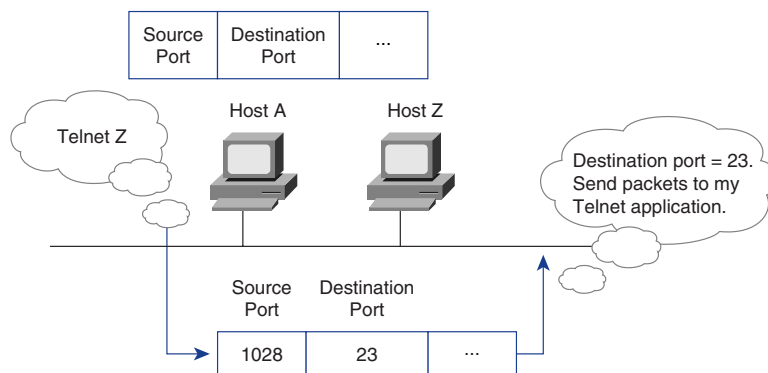 Source
Port
Destination
Port
...
Host A
Host Z
Telnet Z
Destination port = 23.
Send packets to my
Telnet application.
Source
Port
Destination
Port
1028
23
...